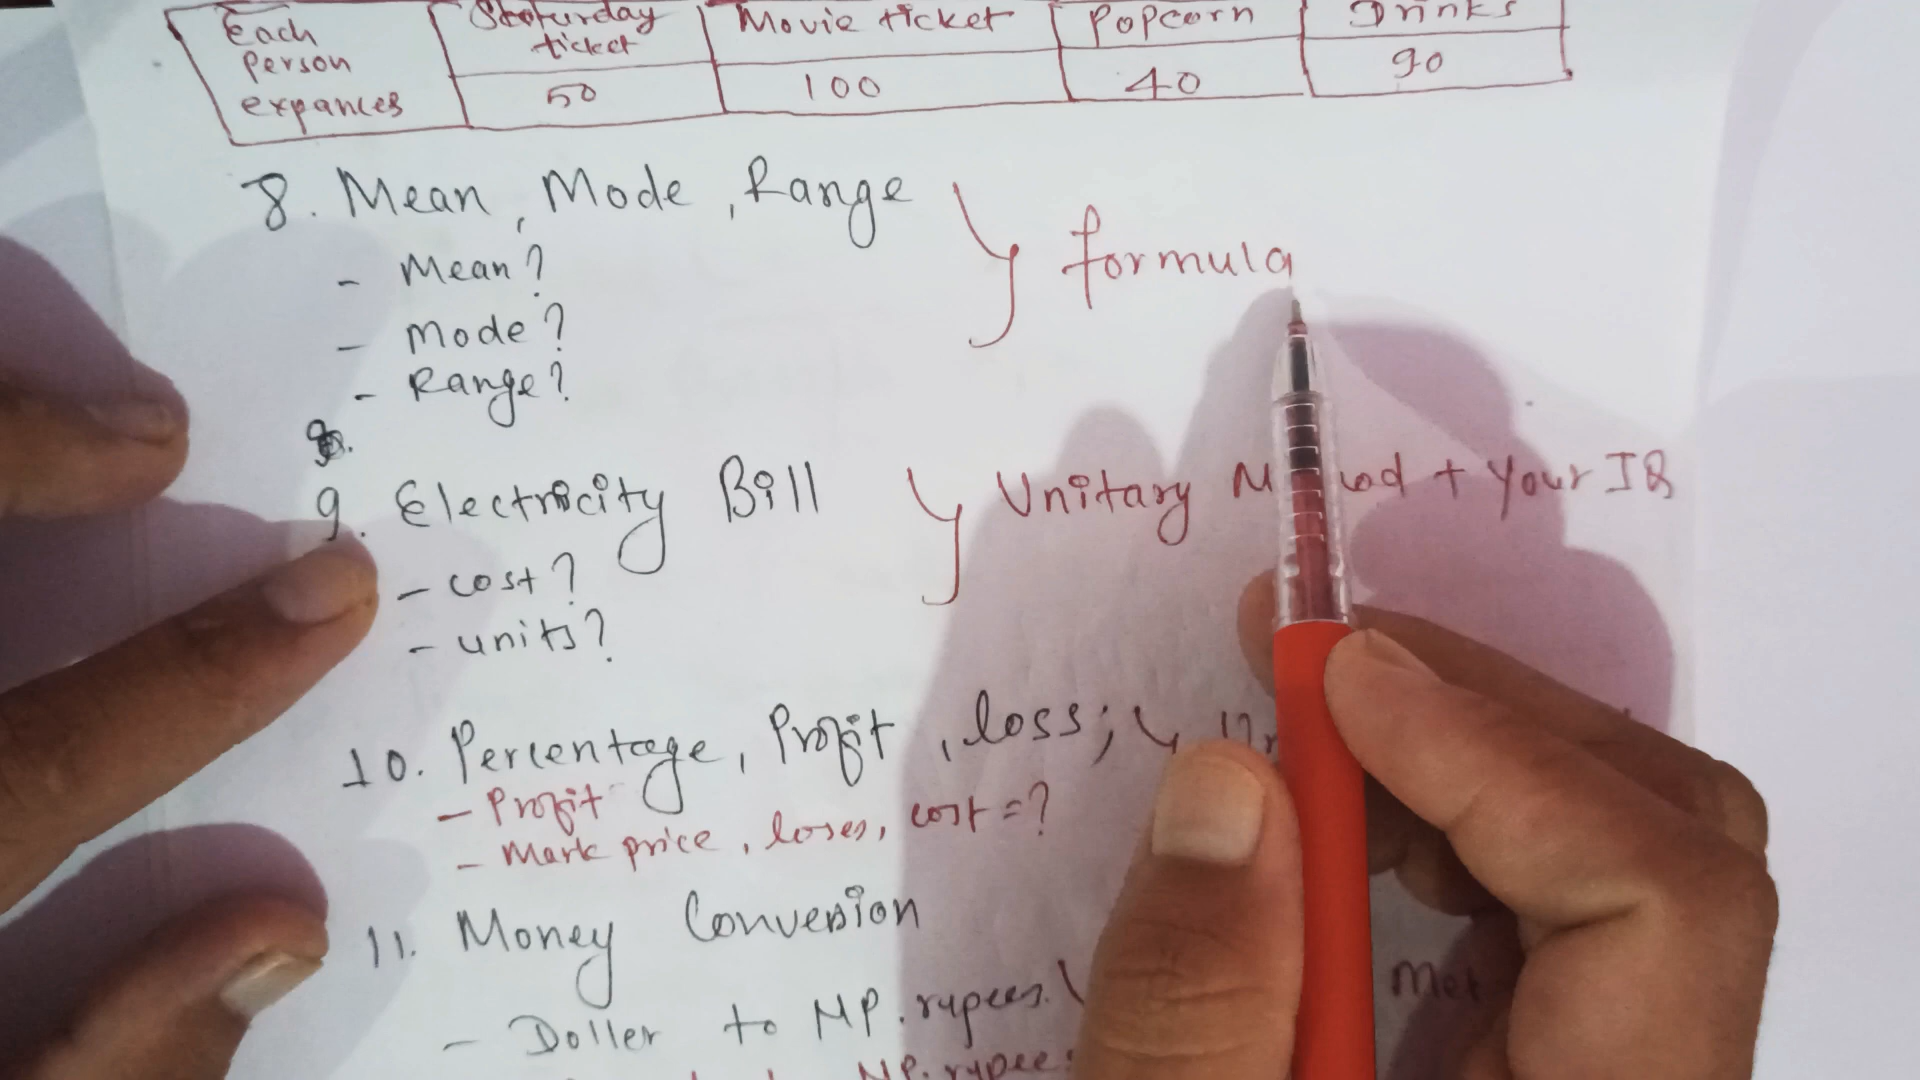 Each person expances
Saturday ticket
Movie ticket
Popcorn
Drinks
50
100
40
90
8. Mean, Mode, Range
formula
- Mean?
- Mode?
- Range?
9. Electricity Bill
Unitary + Your IQ
- cost?
- units?
10. Percentage, Profit, loss;
- Profit
- Mark price, loses, cost = ?
11. Money Conversion
- Doller to NP. rupees.
NP. rupees